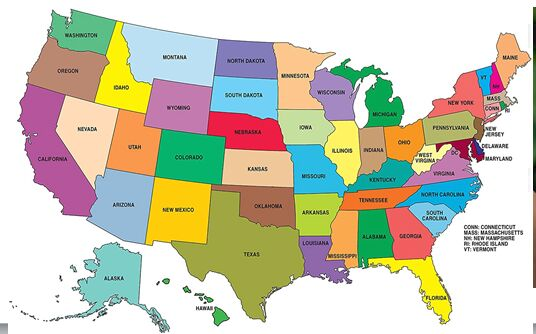 WASHINGTON
OREGON
IDAHO
MONTANA
NORTH DAKOTA
SOUTH DAKOTA
MINNESOTA
WISCONSIN
MICHIGAN
WYOMING
NEBRASKA
IOWA
NEVADA
UTAH
COLORADO
KANSAS
MISSOURI
ILLINOIS
INDIANA
OHIO
CALIFORNIA
ARIZONA
NEW MEXICO
OKLAHOMA
ARKANSAS
TEXAS
LOUISIANA
MISSISSIPPI
ALABAMA
GEORGIA
FLORIDA
TENNESSEE
KENTUCKY
WEST
VIRGINIA
VIRGINIA
NORTH CAROLINA
SOUTH
CAROLINA
PENNSYLVANIA
NEW YORK
VT
NH
MAINE
MASS
CONN
RI
NEW
JERSEY
DELAWARE
MARYLAND
DC
ALASKA
HAWAII
CONN: CONNECTICUT
MASS: MASSACHUSETTS
NH: NEW HAMPSHIRE
RI: RHODE ISLAND
VT: VERMONT